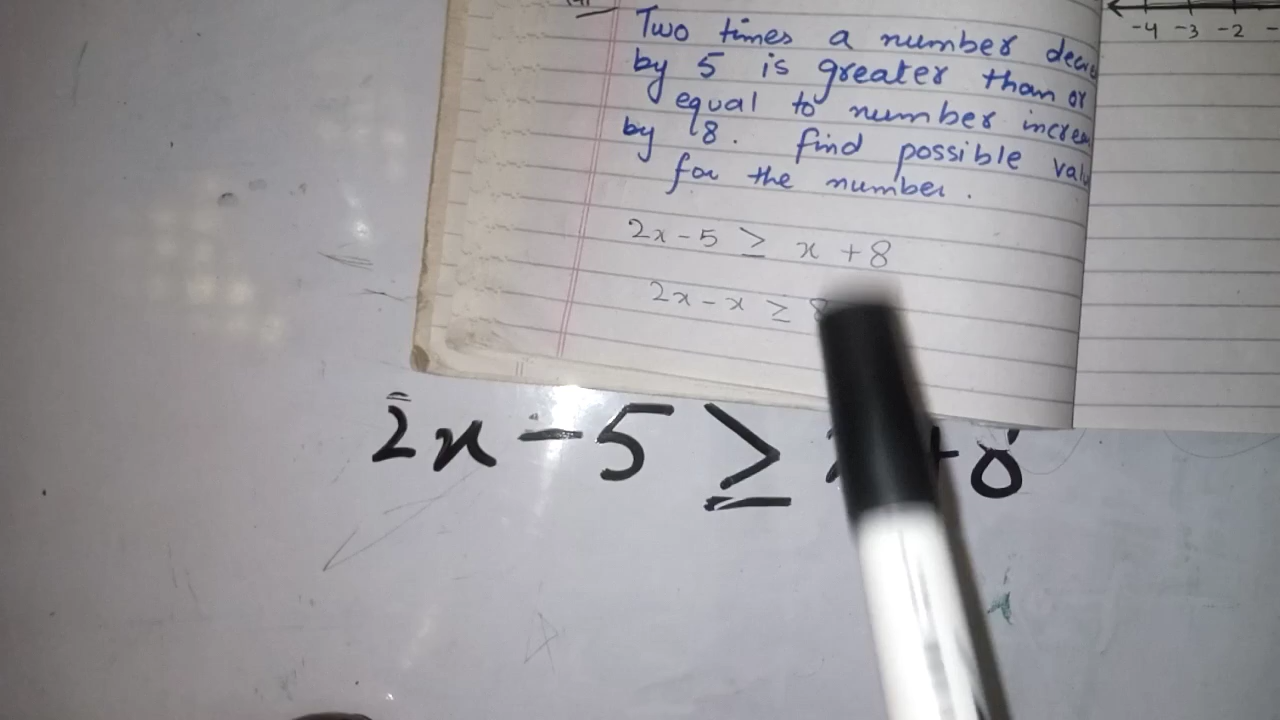 Two times a number
by 5 is greater than or
equal to number
by 8. find possible
for the number.
2x - 5 ≥ x + 8
2x - x ≥ 8
2x - 5 ≥
-4 -3 -2